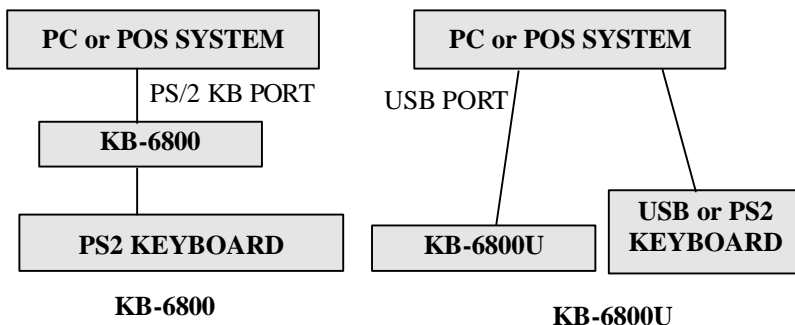 PC or POS SYSTEM
PS/2 KB PORT
KB-6800
PS2 KEYBOARD
KB-6800
PC or POS SYSTEM
USB PORT
KB-6800U
USB or PS2
KEYBOARD
KB-6800U